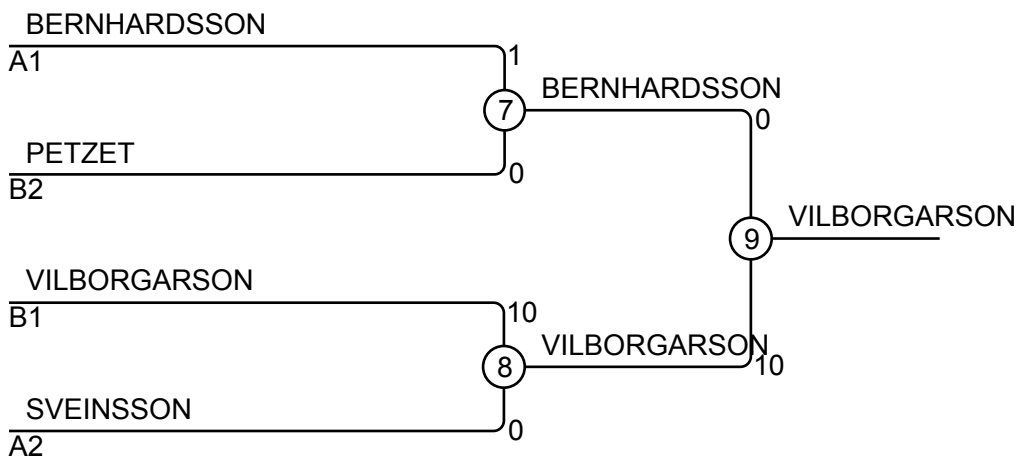 BERNHARDSSON
A1
1
BERNHARDSSON
7
0
PETZET
B2
0
VILBORGARSON
9
VILBORGARSON
B1
10
VILBORGARSON
8
10
SVEINSSON
A2
0